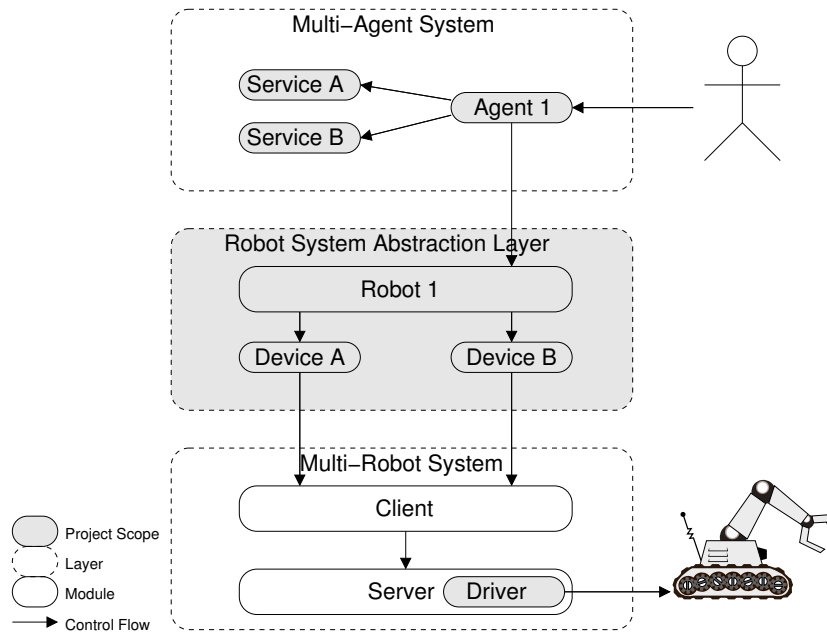 Multi−Agent System
Service A
Agent 1
Service B
Robot System Abstraction Layer
Robot 1
Device A
Device B
Multi−Robot System
Client
Server
Driver
Project Scope
Layer
Module
Control Flow